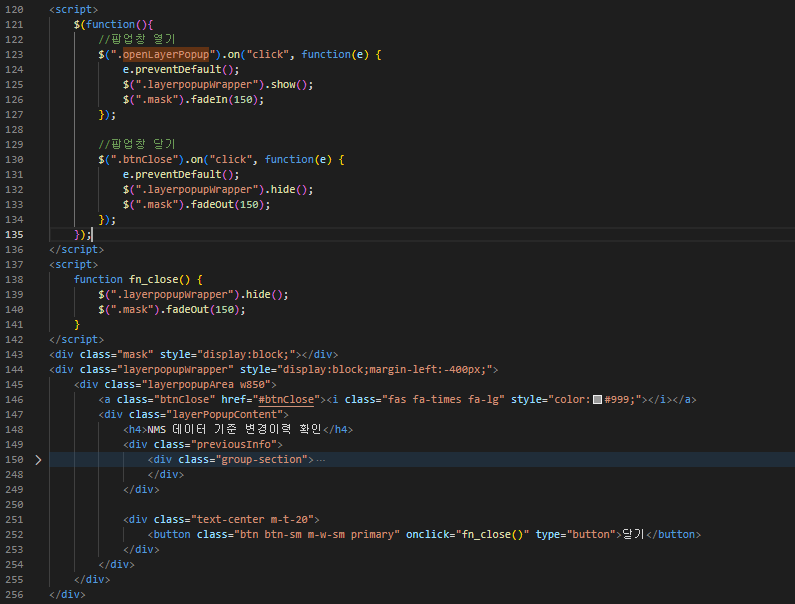 120 <script>
121 $(function(){
122 //팝업창 열기
123 $(".openLayerPopup").on("click", function(e) {
124 e.preventDefault();
125 $(".layerpopupWrapper").show();
126 $(".mask").fadeIn(150);
127 });
128
129 //팝업창 닫기
130 $(".btnClose").on("click", function(e) {
131 e.preventDefault();
132 $(".layerpopupWrapper").hide();
133 $(".mask").fadeOut(150);
134 });
135 });
136 </script>
137 <script>
138 function fn_close() {
139 $(".layerpopupWrapper").hide();
140 $(".mask").fadeOut(150);
141 }
142 </script>
143 <div class="mask" style="display:block;"></div>
144 <div class="layerpopupWrapper" style="display:block;margin-left:-400px;">
145 <div class="layerpopupArea w850">
146 <a class="btnClose" href="#btnClose"><i class="fas fa-times fa-lg" style="color:#999;"></i></a>
147 <div class="layerPopupContent">
148 <h4>NMS 데이터 기준 변경이력 확인</h4>
149 <div class="previousInfo">
150 <div class="group-section">…
248 </div>
249 </div>
250
251 <div class="text-center m-t-20">
252 <button class="btn btn-sm m-w-sm primary" onclick="fn_close()" type="button">닫기</button>
253 </div>
254 </div>
255 </div>
256 </div>